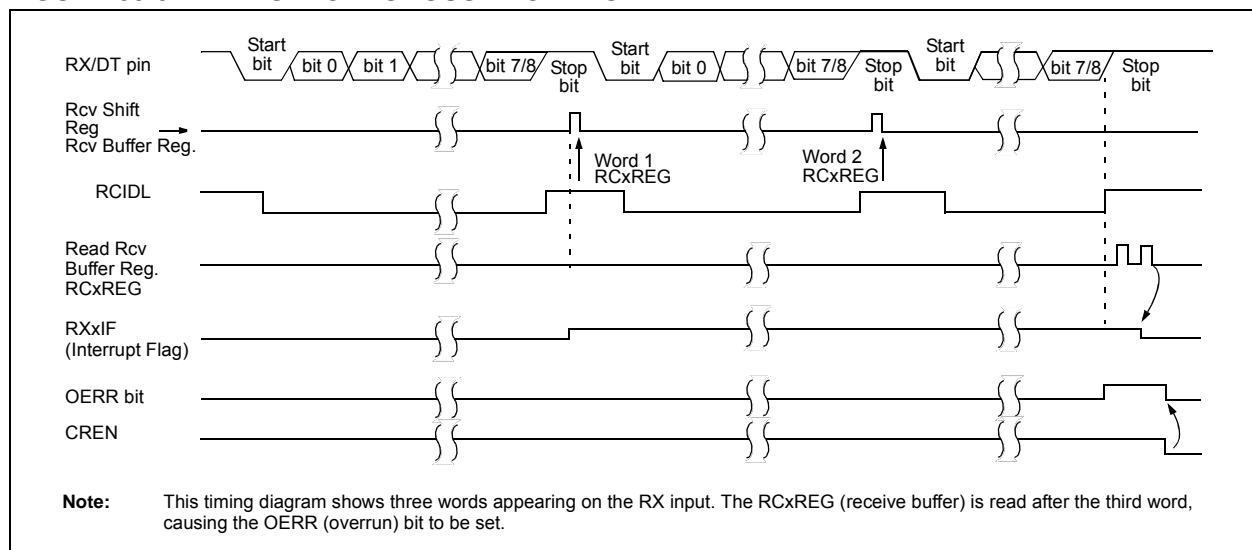 Start
bit
Start
bit
Start
bit
RX/DT pin
bit 0
bit 1
bit 7/8
Stop
bit
bit 0
bit 7/8
Stop
bit
bit 7/8
Stop
bit
Rcv Shift
Reg
Rcv Buffer Reg.
Word 1
RCxREG
Word 2
RCxREG
RCIDL
Read Rcv
Buffer Reg.
RCxREG
RXxIF
(Interrupt Flag)
OERR bit
CREN
Note: This timing diagram shows three words appearing on the RX input. The RCxREG (receive buffer) is read after the third word,
causing the OERR (overrun) bit to be set.